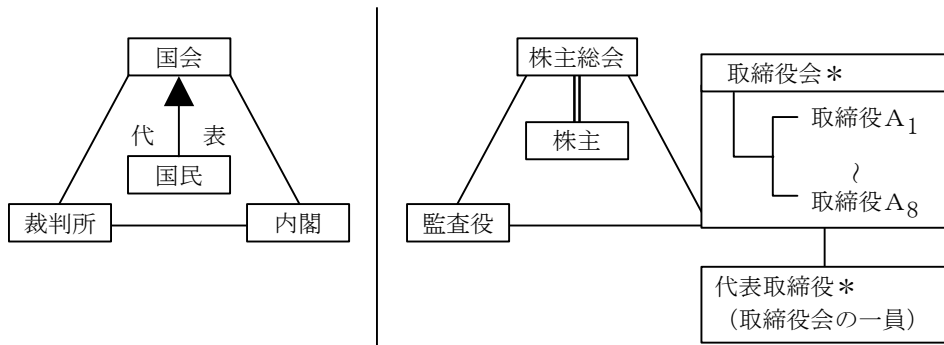 国会
代 表
国民
裁判所
内閣
株主総会
株主
監査役
取締役会＊
取締役A1
～
取締役A8
代表取締役＊
（取締役会の一員）